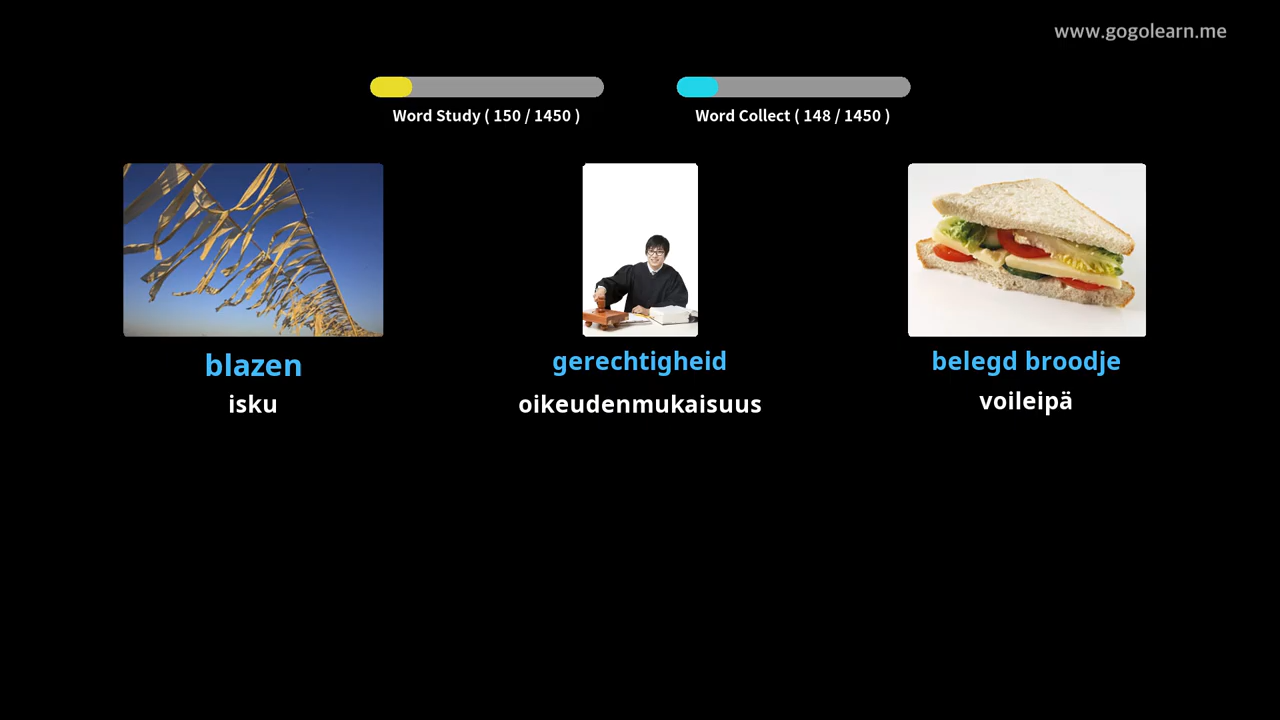 www.gogolearn.me
Word Study ( 150 / 1450 )
Word Collect ( 148 / 1450 )
blazen
isku
gerechtigheid
oikeudenmukaisuus
belegd broodje
voileipä